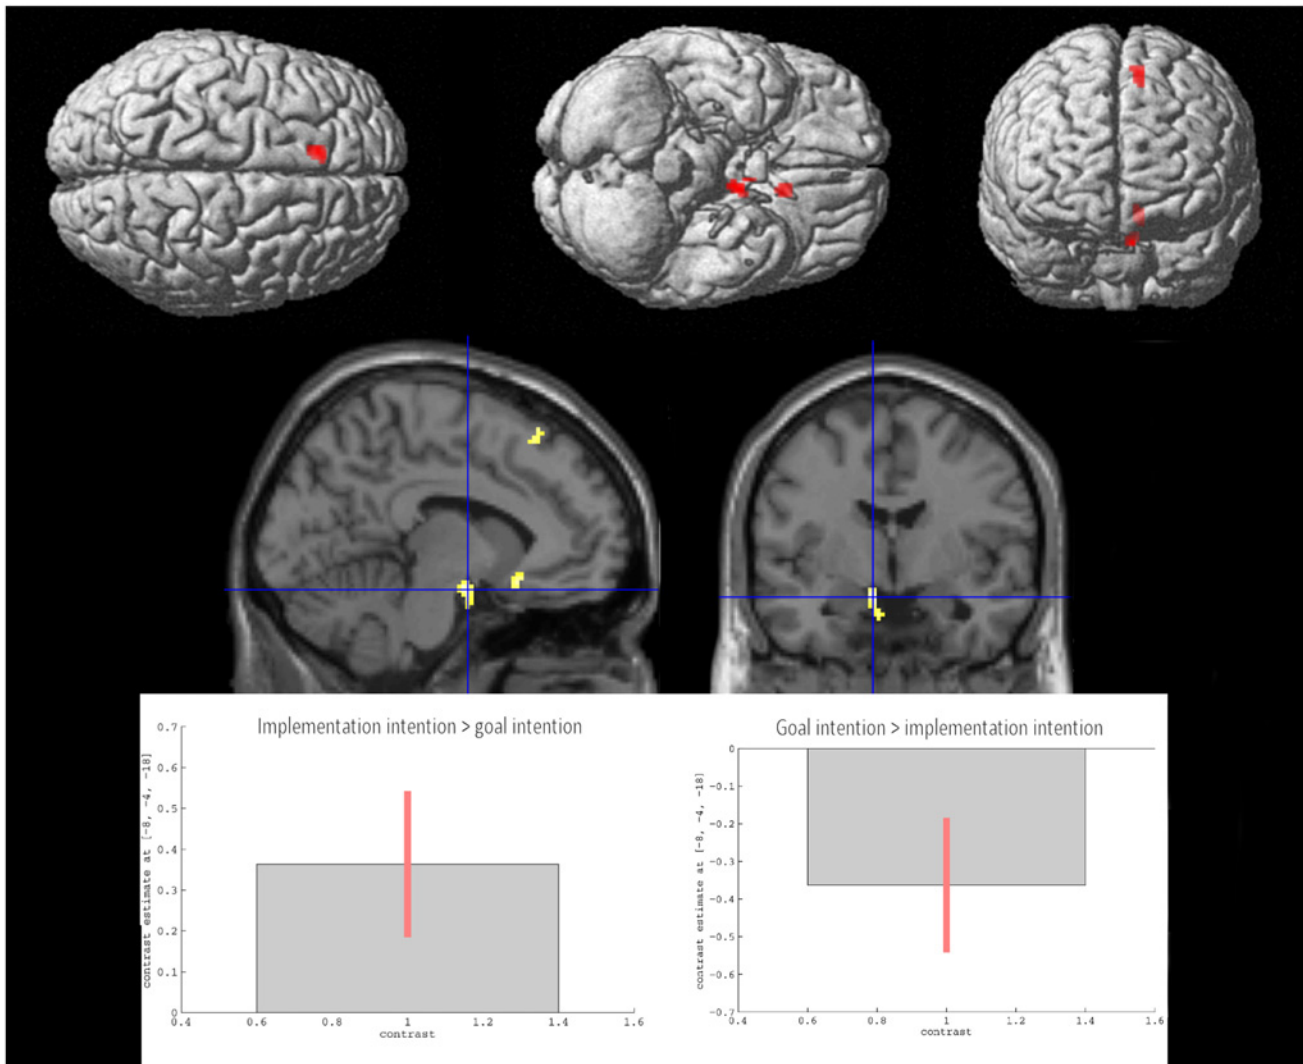 Implementation intention > goal intention
contrast estimate at [-8, -4, -18]
0.7
0.6
0.5
0.4
0.3
0.2
0.1
0
0.4 0.6 0.8 1 1.2 1.4 1.6
contrast
Goal intention > implementation intention
contrast estimate at [-8, -4, -18]
0
-0.1
-0.2
-0.3
-0.4
-0.5
-0.6
-0.7
0.4 0.6 0.8 1 1.2 1.4 1.6
contrast